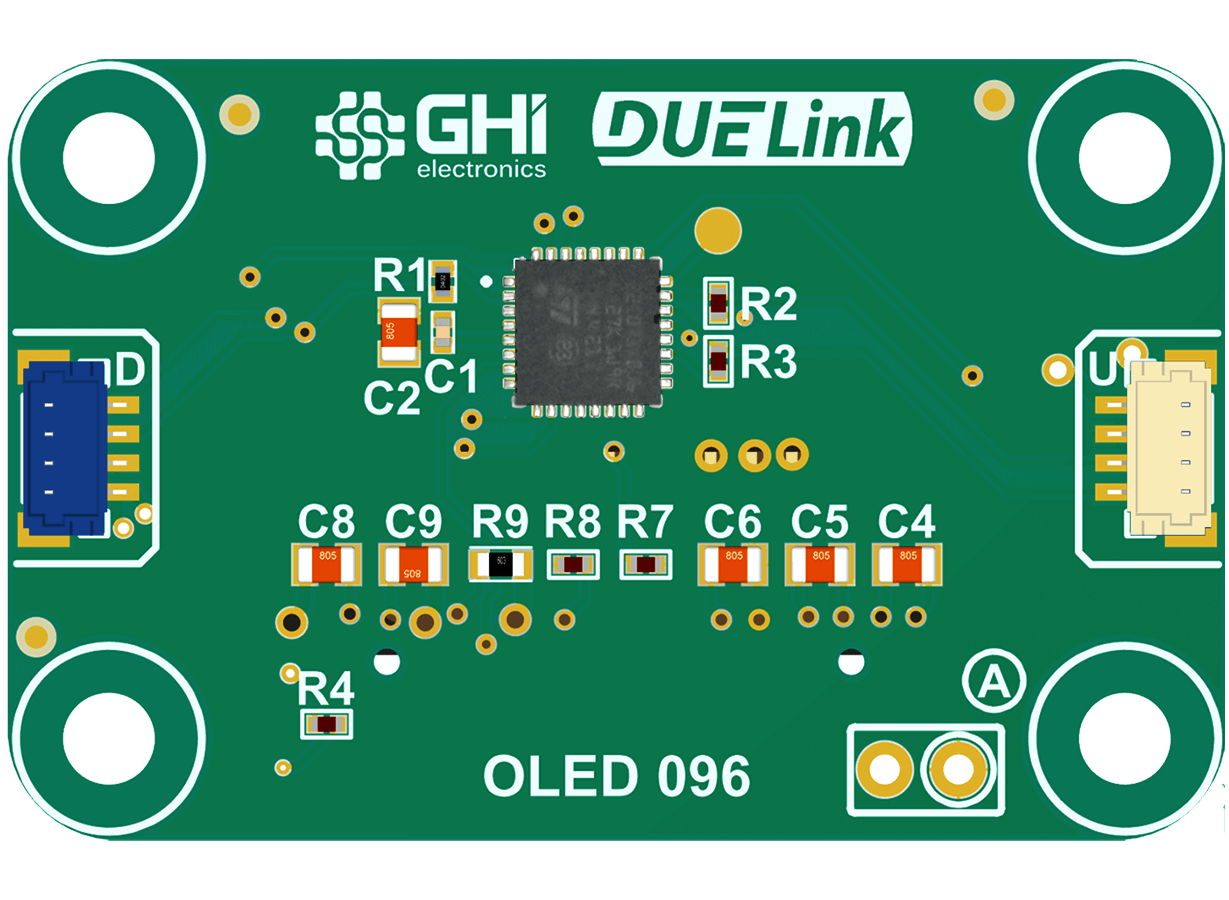 GHI
electronics
DUELink
R1
R2
D
C2
C1
R3
U
805
C8
C9
R9
R8
R7
C6
C5
C4
805
805
805
805
805
R4
A
OLED 096